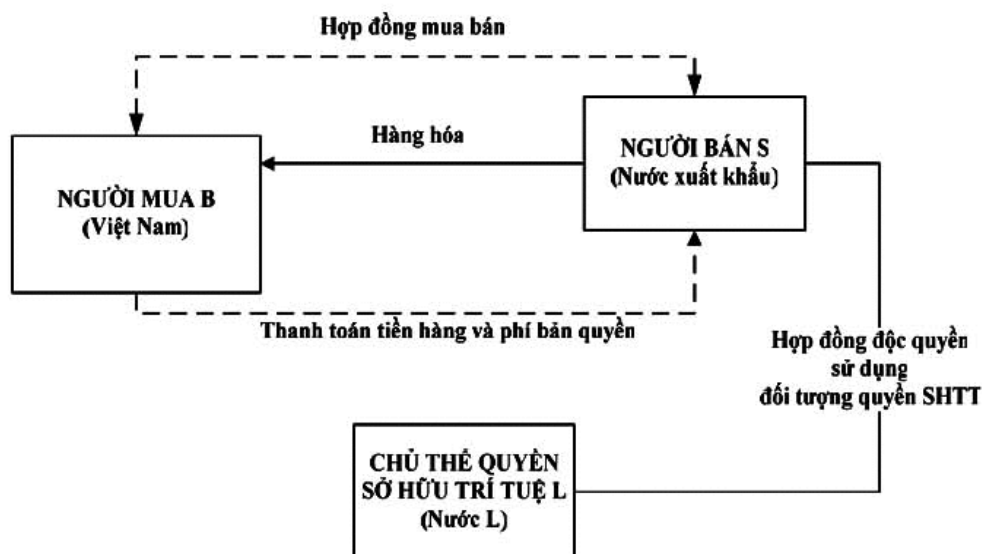 Hợp đồng mua bán
NGƯỜI BÁN S
(Nước xuất khẩu)
Hàng hóa
NGƯỜI MUA B
(Việt Nam)
Thanh toán tiền hàng và phí bản quyền
Hợp đồng độc quyền
sử dụng
đối tượng quyền SHTT
CHỦ THỂ QUYỀN
SỞ HỮU TRÍ TUỆ L
(Nước L)